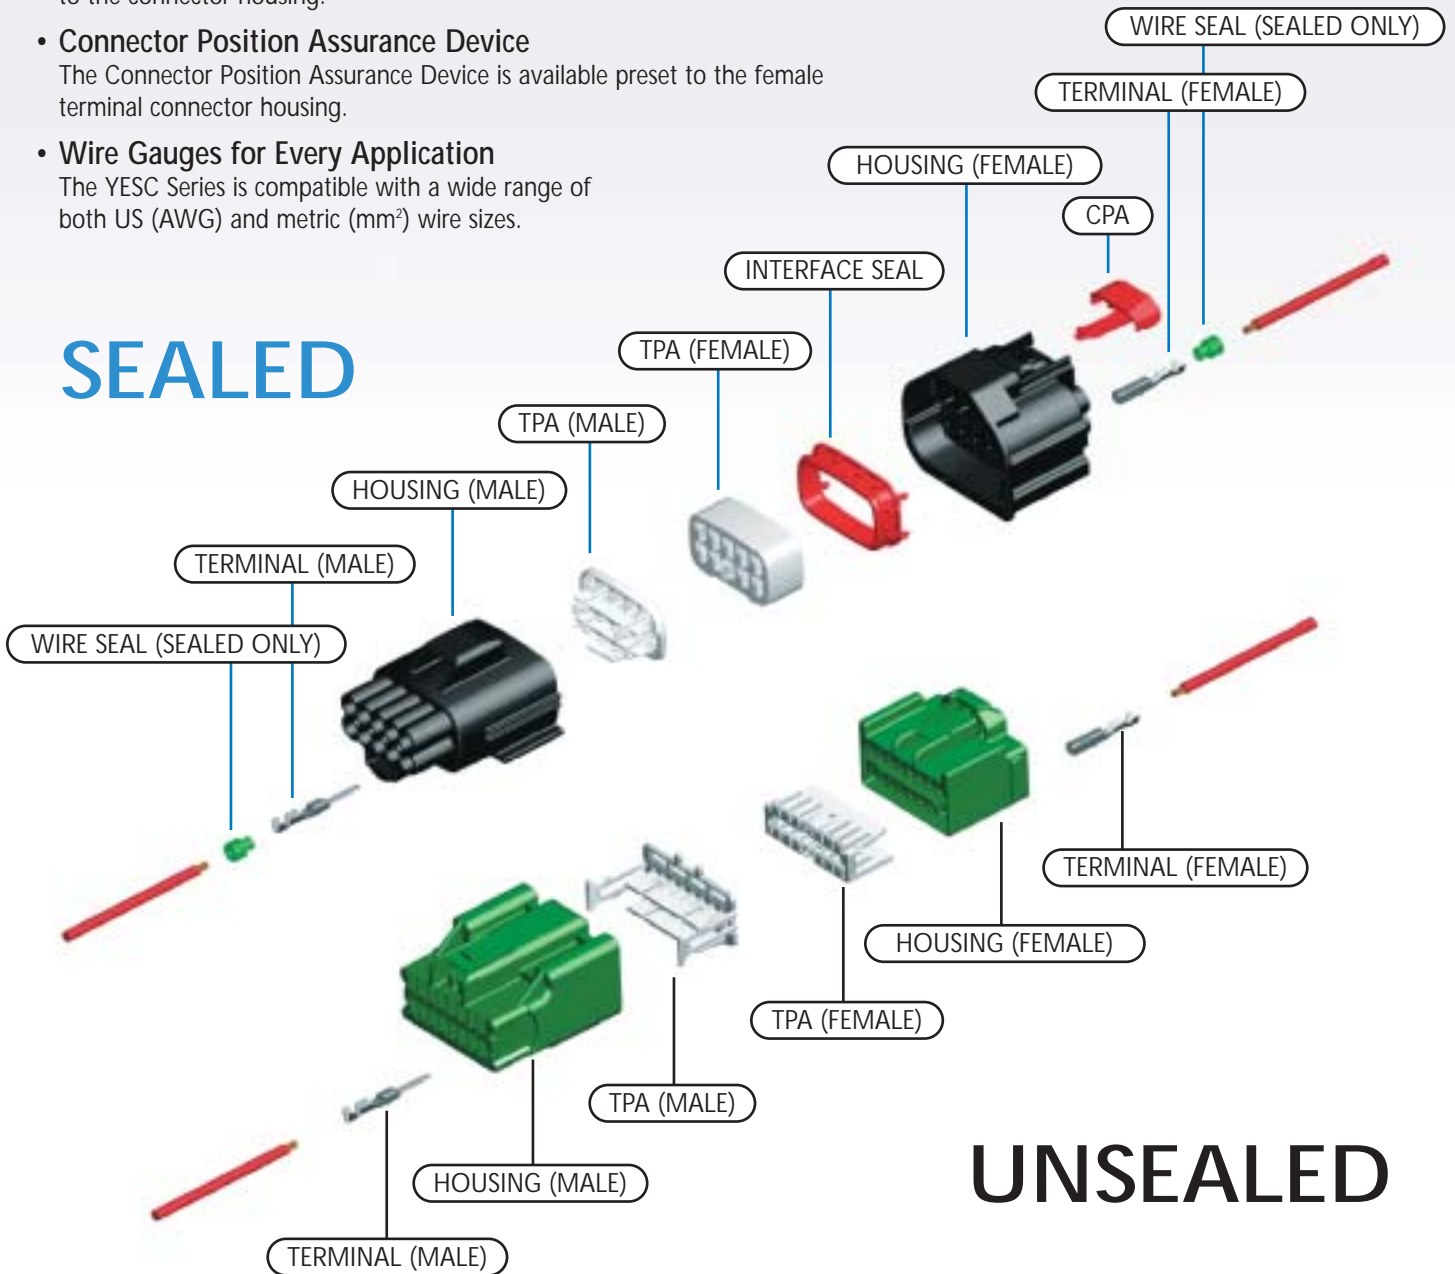 to the connector housing.
• Connector Position Assurance Device
The Connector Position Assurance Device is available preset to the female
terminal connector housing.
• Wire Gauges for Every Application
The YESC Series is compatible with a wide range of
both US (AWG) and metric (mm²) wire sizes.
WIRE SEAL (SEALED ONLY)
TERMINAL (FEMALE)
HOUSING (FEMALE)
CPA
INTERFACE SEAL
TPA (FEMALE)
SEALED
TPA (MALE)
HOUSING (MALE)
TERMINAL (MALE)
WIRE SEAL (SEALED ONLY)
TERMINAL (FEMALE)
HOUSING (FEMALE)
TPA (FEMALE)
TPA (MALE)
HOUSING (MALE)
TERMINAL (MALE)
UNSEALED